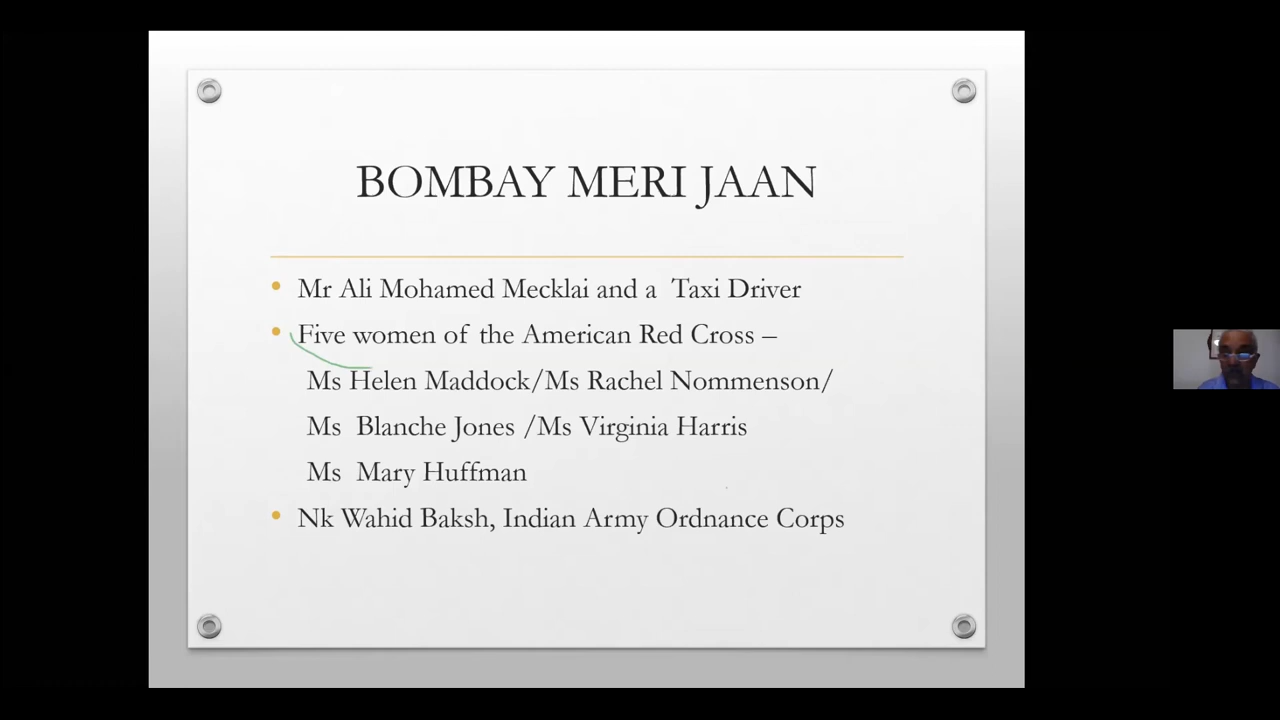 BOMBAY MERI JAAN
• Mr Ali Mohamed Mecklai and a Taxi Driver
• Five women of the American Red Cross –
Ms Helen Maddock/Ms Rachel Nommenson/
Ms Blanche Jones /Ms Virginia Harris
Ms Mary Huffman
• Nk Wahid Baksh, Indian Army Ordnance Corps